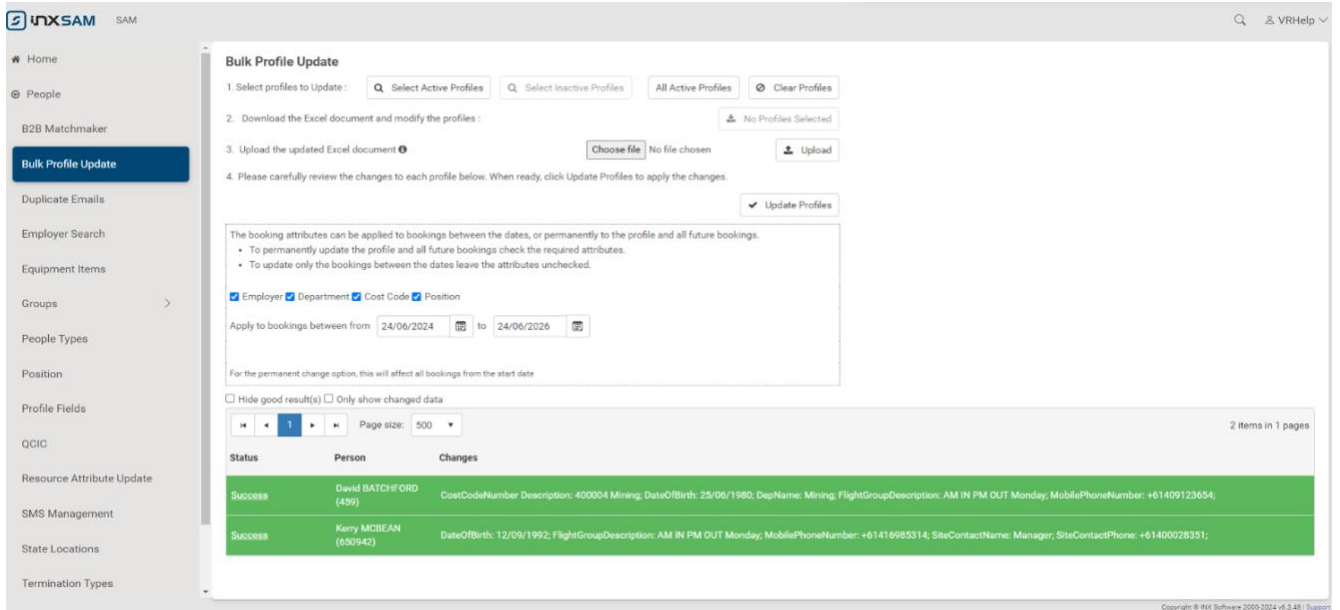 inxSAM SAM VRHelp
Home
People
B2B Matchmaker
Bulk Profile Update
Duplicate Emails
Employer Search
Equipment Items
Groups
People Types
Position
Profile Fields
QCIC
Resource Attribute Update
SMS Management
State Locations
Termination Types
Bulk Profile Update
1. Select profiles to Update : Select Active Profiles Select Inactive Profiles All Active Profiles Clear Profiles
2. Download the Excel document and modify the profiles : No Profiles Selected
3. Upload the updated Excel document Choose file No file chosen Upload
4. Please carefully review the changes to each profile below. When ready, click Update Profiles to apply the changes.
Update Profiles
The booking attributes can be applied to bookings between the dates, or permanently to the profile and all future bookings.
• To permanently update the profile and all future bookings check the required attributes.
• To update only the bookings between the dates leave the attributes unchecked.
Employer Department Cost Code Position
Apply to bookings between from 24/06/2024 to 24/06/2026
For the permanent change option, this will affect all bookings from the start date
Hide good result(s) Only show changed data
1 Page size: 500 2 items in 1 pages
Status Person Changes
Success David BATCHFORD (459) CostCodeNumber Description: 400004 Mining; DateOfBirth: 25/06/1980; DepName: Mining; FlightGroupDescription: AM IN PM OUT Monday; MobilePhoneNumber: +61409123654;
Success Kerry MCBEAN (650942) DateOfBirth: 12/09/1992; FlightGroupDescription: AM IN PM OUT Monday; MobilePhoneNumber: +61416985314; SiteContactName: Manager; SiteContactPhone: +61400028351;
Copyright © INX Software 2000-2024 v6.3.48 | Support